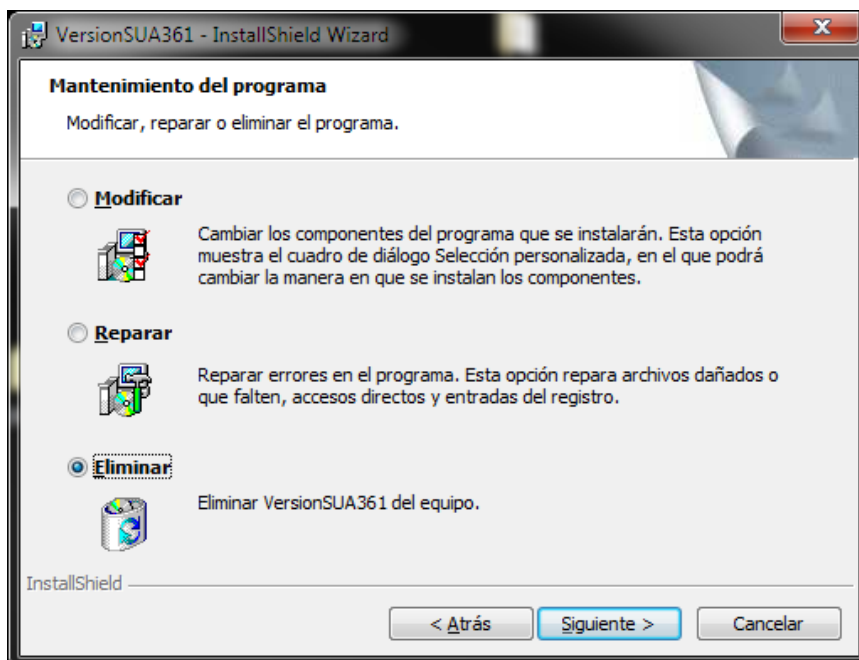 VersionSUA361 - InstallShield Wizard
Mantenimiento del programa
Modificar, reparar o eliminar el programa.
Modificar
Cambiar los componentes del programa que se instalarán. Esta opción
muestra el cuadro de diálogo Selección personalizada, en el que podrá
cambiar la manera en que se instalan los componentes.
Reparar
Reparar errores en el programa. Esta opción repara archivos dañados o
que falten, accesos directos y entradas del registro.
Eliminar
Eliminar VersionSUA361 del equipo.
InstallShield
< Atrás Siguiente > Cancelar